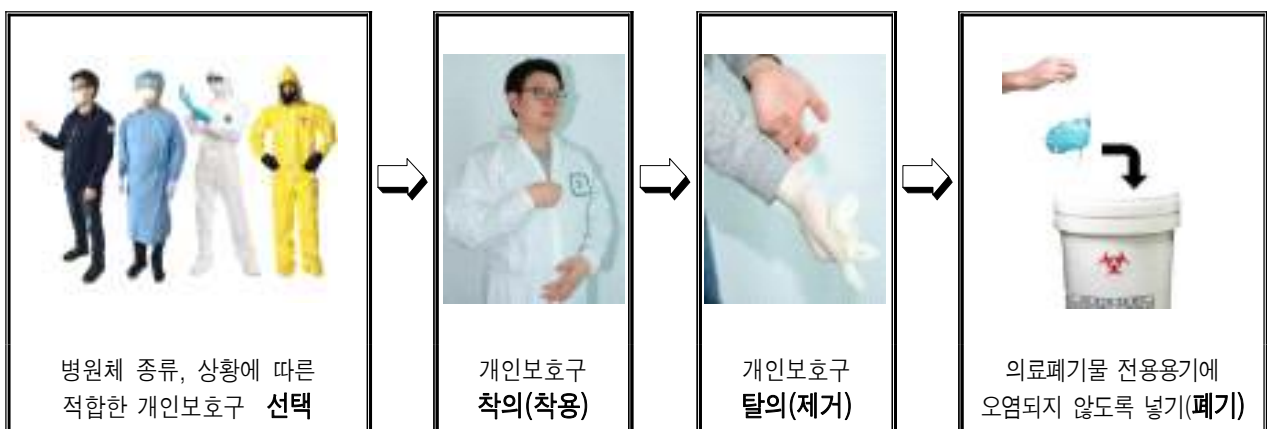 병원체 종류, 상황에 따른
적합한 개인보호구 선택
개인보호구
착의(착용)
개인보호구
탈의(제거)
의료폐기물 전용용기에
오염되지 않도록 넣기(폐기)